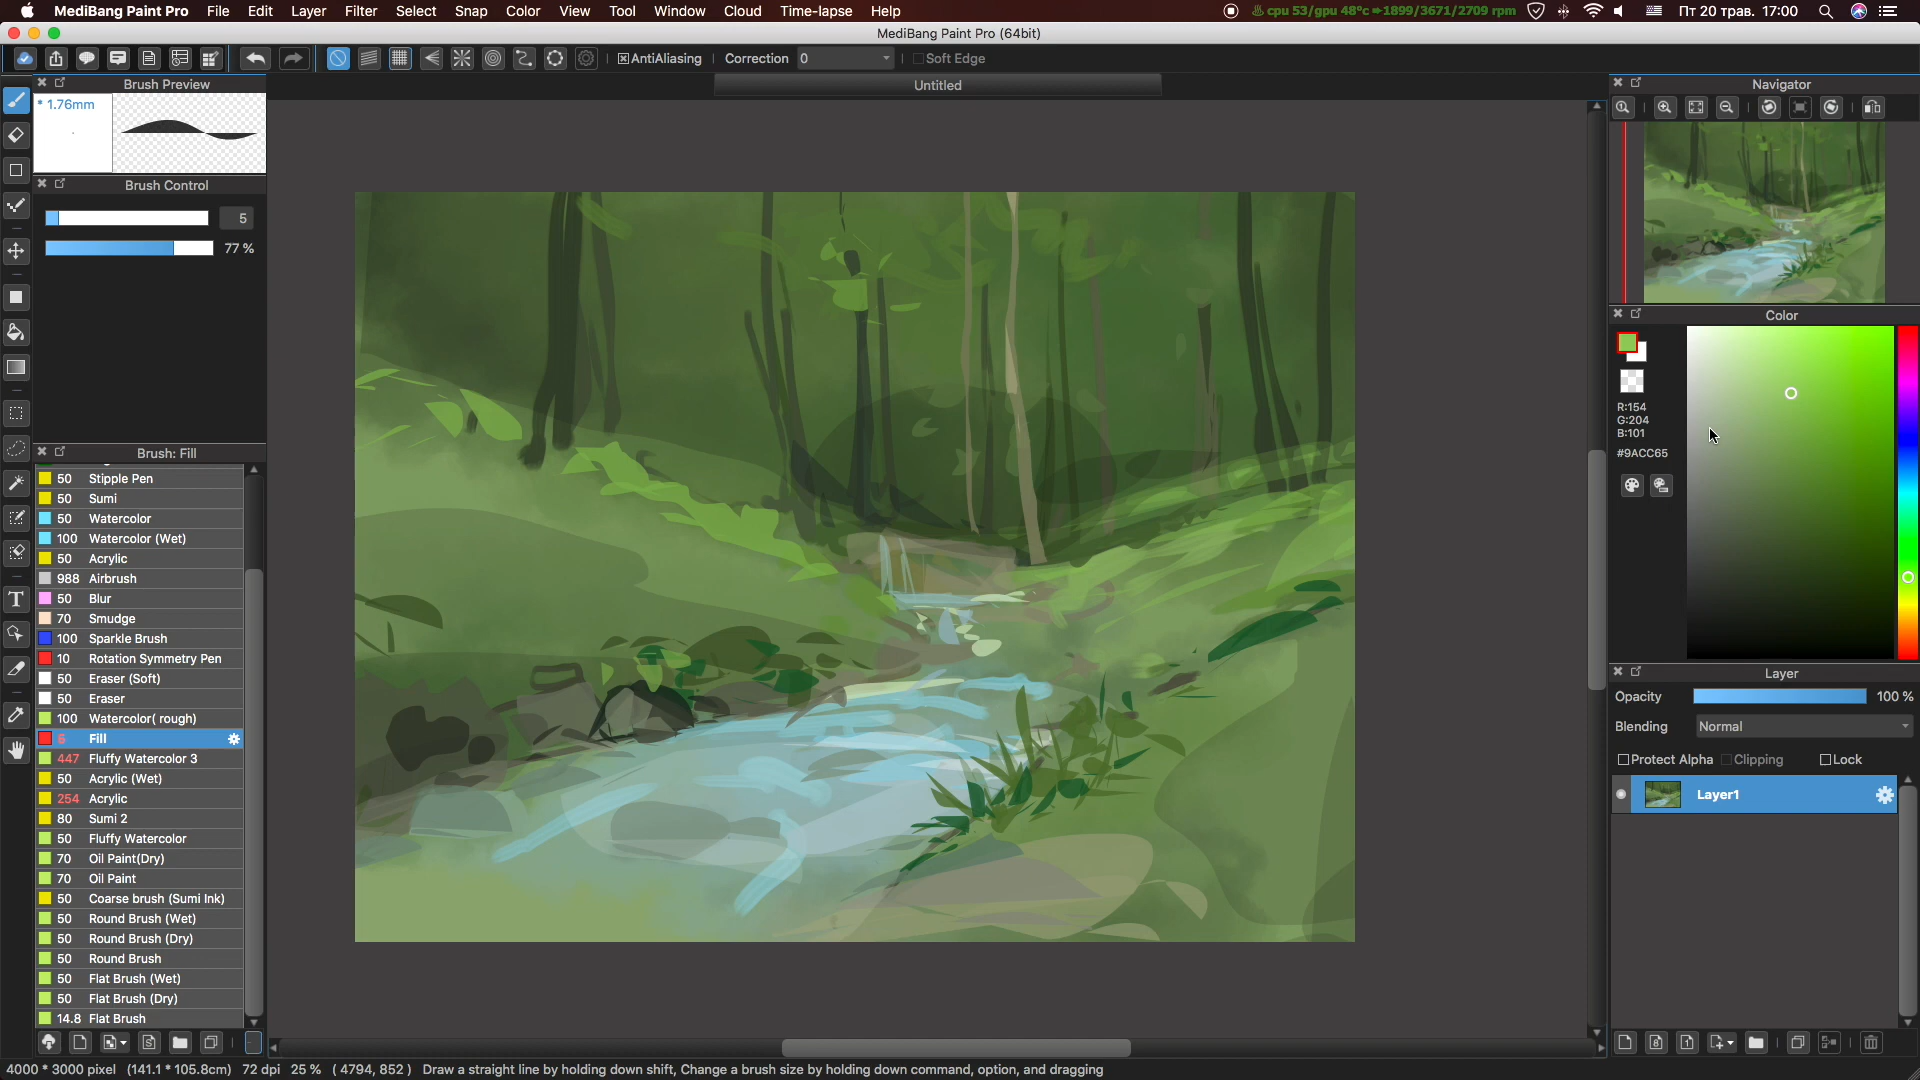 MediBang Paint Pro File Edit Layer Filter Select Snap Color View Tool Window Cloud Time-lapse Help
cpu 53/gpu 48°c 1899/3671/2709 rpm
Пт 20 трав. 17:00
MediBang Paint Pro (64bit)
AntiAliasing Correction 0 Soft Edge
Brush Preview
Untitled
Navigator
* 1.76mm
Brush Control
5
77 %
Color
R:154
G:204
B:101
#9ACC65
Brush: Fill
50 Stipple Pen
50 Sumi
50 Watercolor
100 Watercolor (Wet)
50 Acrylic
988 Airbrush
50 Blur
70 Smudge
100 Sparkle Brush
10 Rotation Symmetry Pen
50 Eraser (Soft)
50 Eraser
100 Watercolor( rough)
5 Fill
447 Fluffy Watercolor 3
50 Acrylic (Wet)
254 Acrylic
80 Sumi 2
50 Fluffy Watercolor
70 Oil Paint(Dry)
70 Oil Paint
50 Coarse brush (Sumi Ink)
50 Round Brush (Wet)
50 Round Brush (Dry)
50 Round Brush
50 Flat Brush (Wet)
50 Flat Brush (Dry)
14.8 Flat Brush
Layer
Opacity 100 %
Blending Normal
Protect Alpha Clipping Lock
Layer1
4000 * 3000 pixel (141.1 * 105.8cm) 72 dpi 25 % ( 4794, 852 ) Draw a straight line by holding down shift, Change a brush size by holding down command, option, and dragging